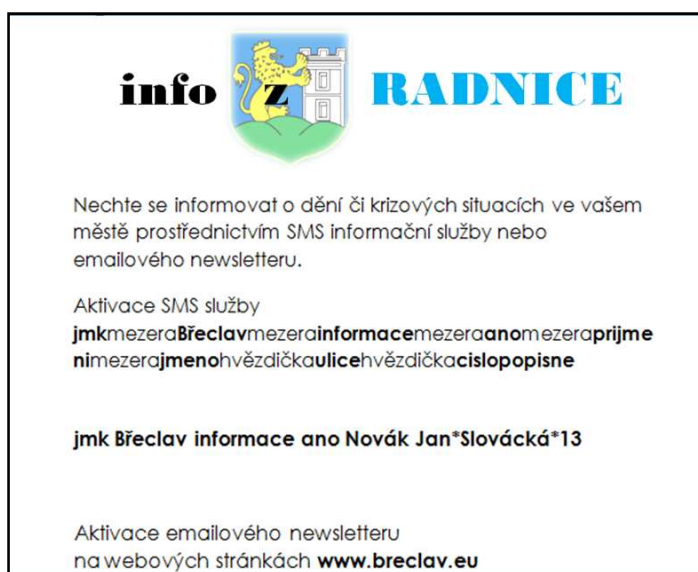 info z RADNICE
Nechte se informovat o dění či krizových situacích ve vašem
městě prostřednictvím SMS informační služby nebo
emailového newsletteru.
Aktivace SMS služby
jmkmezeraBřeclavmezerainformacemezeraanomezeraprijme
nimezerajmenohvězdičkaulicehvězdičkacislopopisne
jmk Břeclav informace ano Novák Jan*Slovácká*13
Aktivace emailového newsletteru
na webových stránkách www.breclav.eu